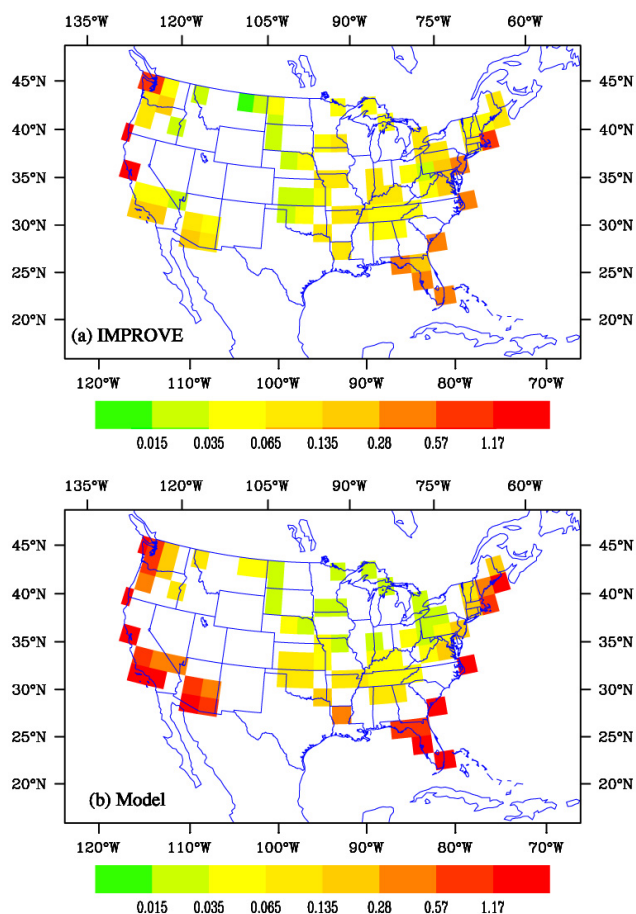 135°W 120°W 105°W 90°W 75°W 60°W
45°N 45°N
40°N 40°N
35°N 35°N
30°N 30°N
25°N 25°N
20°N 20°N
(a) IMPROVE
120°W 110°W 100°W 90°W 80°W 70°W
0.015 0.035 0.065 0.135 0.28 0.57 1.17
135°W 120°W 105°W 90°W 75°W 60°W
45°N 45°N
40°N 40°N
35°N 35°N
30°N 30°N
25°N 25°N
20°N 20°N
(b) Model
120°W 110°W 100°W 90°W 80°W 70°W
0.015 0.035 0.065 0.135 0.28 0.57 1.17